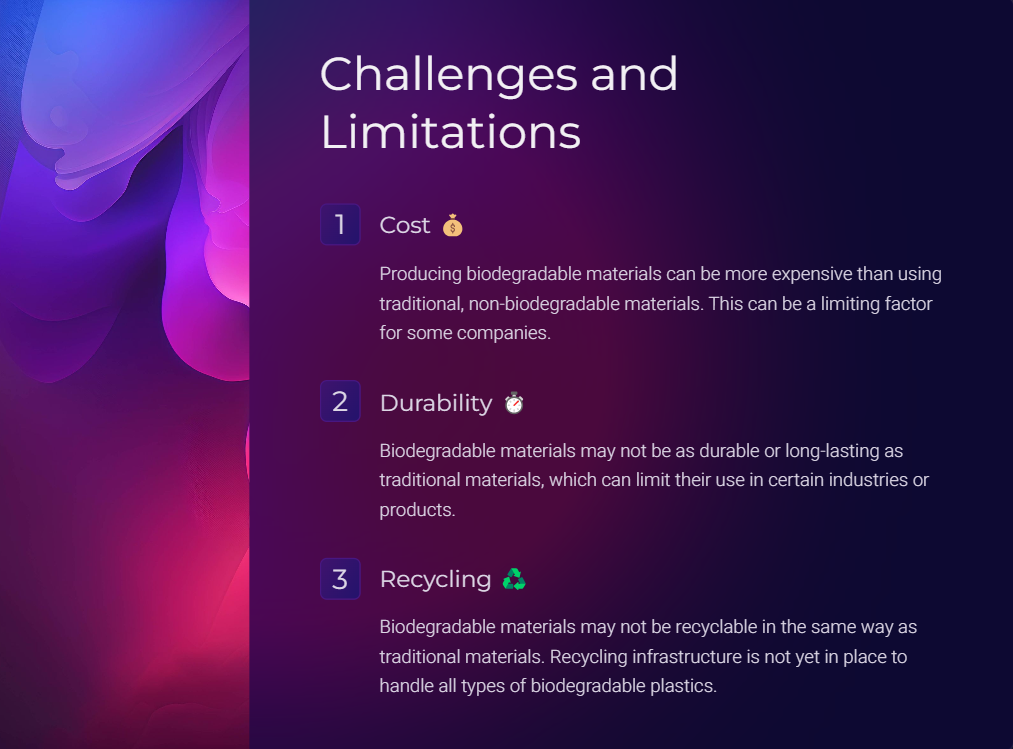 Challenges and
Limitations
1
Cost 💰
Producing biodegradable materials can be more expensive than using
traditional, non-biodegradable materials. This can be a limiting factor
for some companies.
2
Durability ⏱️
Biodegradable materials may not be as durable or long-lasting as
traditional materials, which can limit their use in certain industries or
products.
3
Recycling ♻️
Biodegradable materials may not be recyclable in the same way as
traditional materials. Recycling infrastructure is not yet in place to
handle all types of biodegradable plastics.